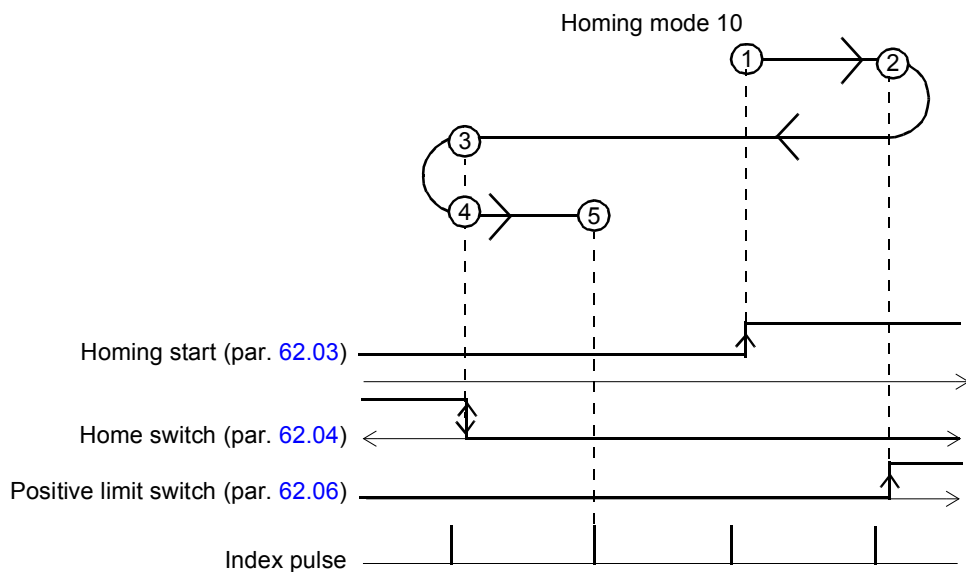 Homing mode 10
1
2
3
4
5
Homing start (par. 62.03)
Home switch (par. 62.04)
Positive limit switch (par. 62.06)
Index pulse